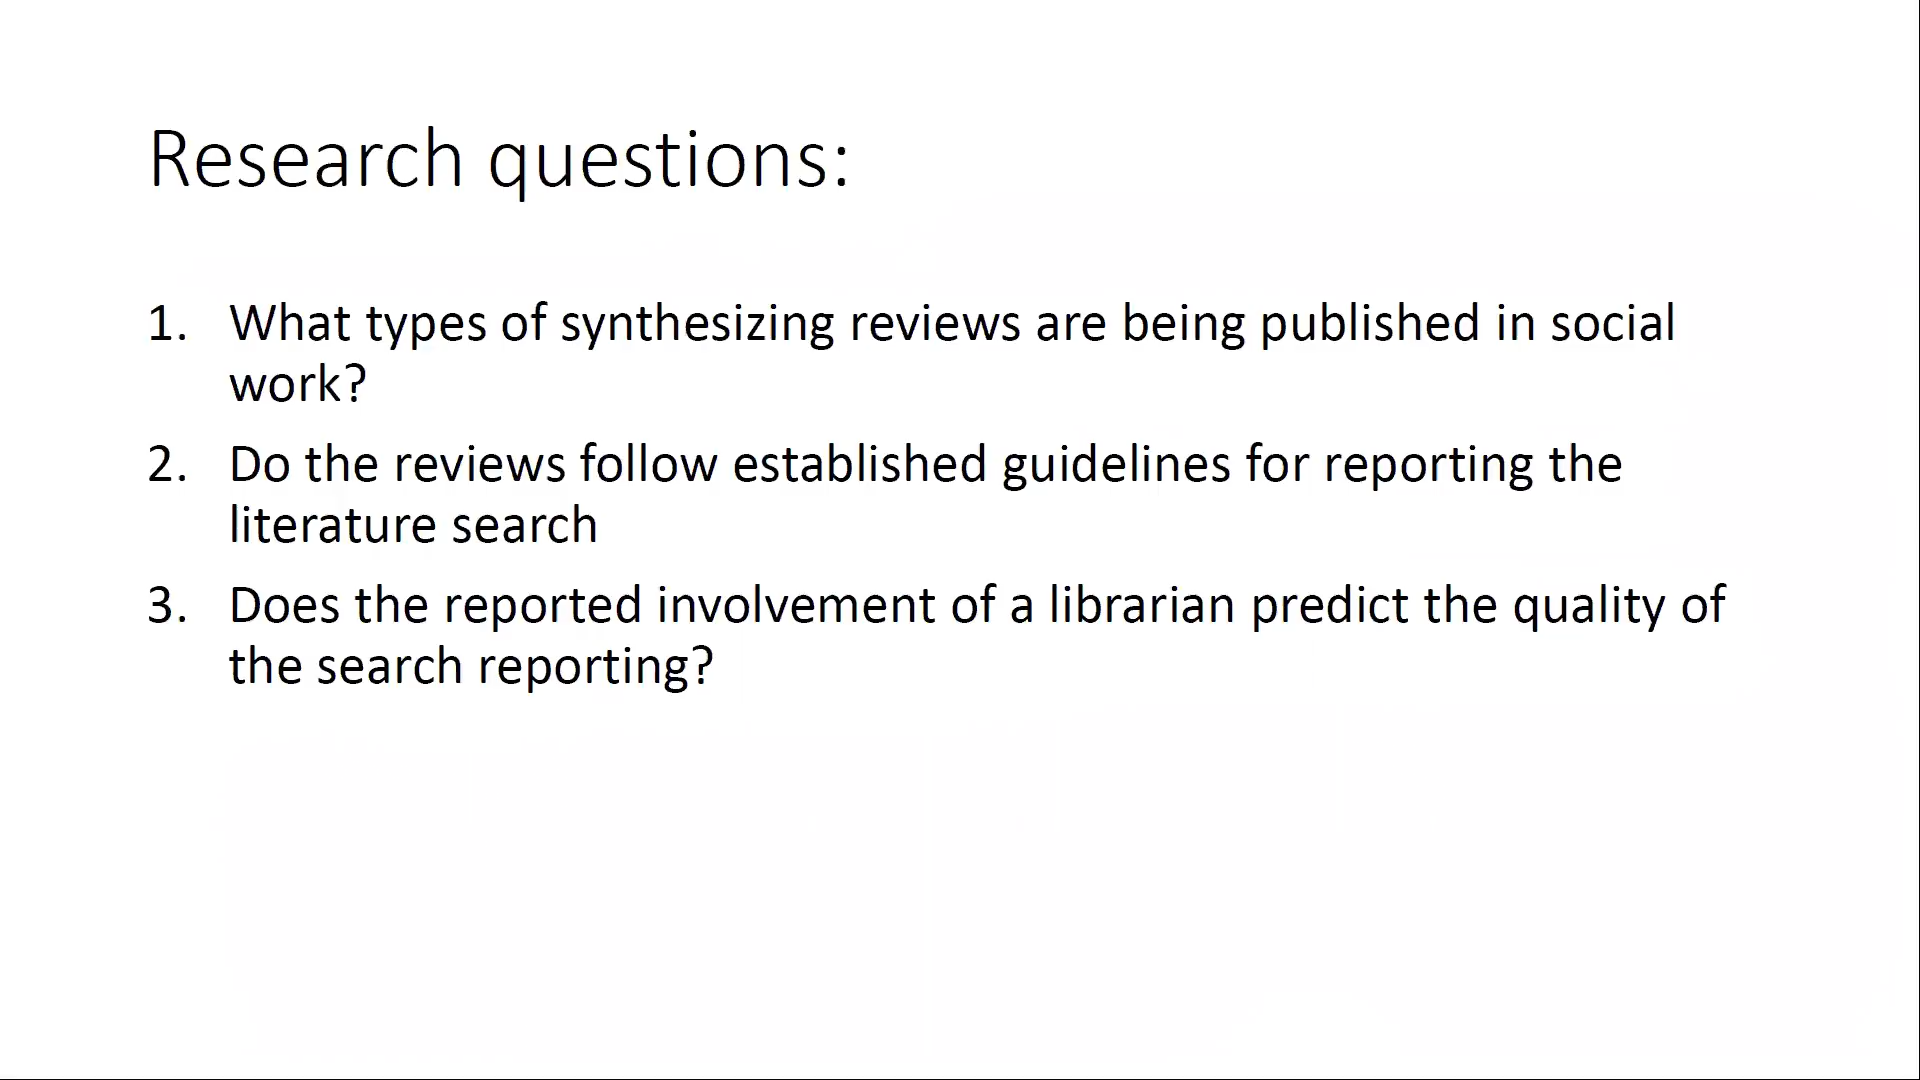 Research questions:
1. What types of synthesizing reviews are being published in social
work?
2. Do the reviews follow established guidelines for reporting the
literature search
3. Does the reported involvement of a librarian predict the quality of
the search reporting?